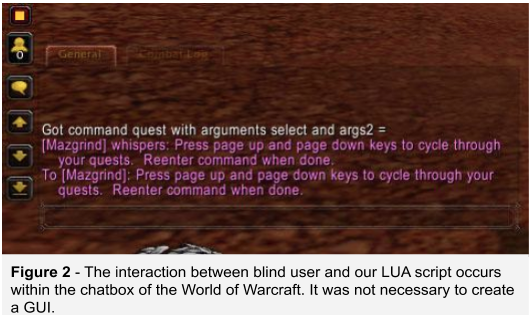 0
General
Combat Log
Got command quest with arguments select and args2 =
[Mazgrind] whispers: Press page up and page down keys to cycle through
your quests. Reenter command when done.
To [Mazgrind]: Press page up and page down keys to cycle through your
quests. Reenter command when done.
Figure 2 - The interaction between blind user and our LUA script occurs
within the chatbox of the World of Warcraft. It was not necessary to create
a GUI.